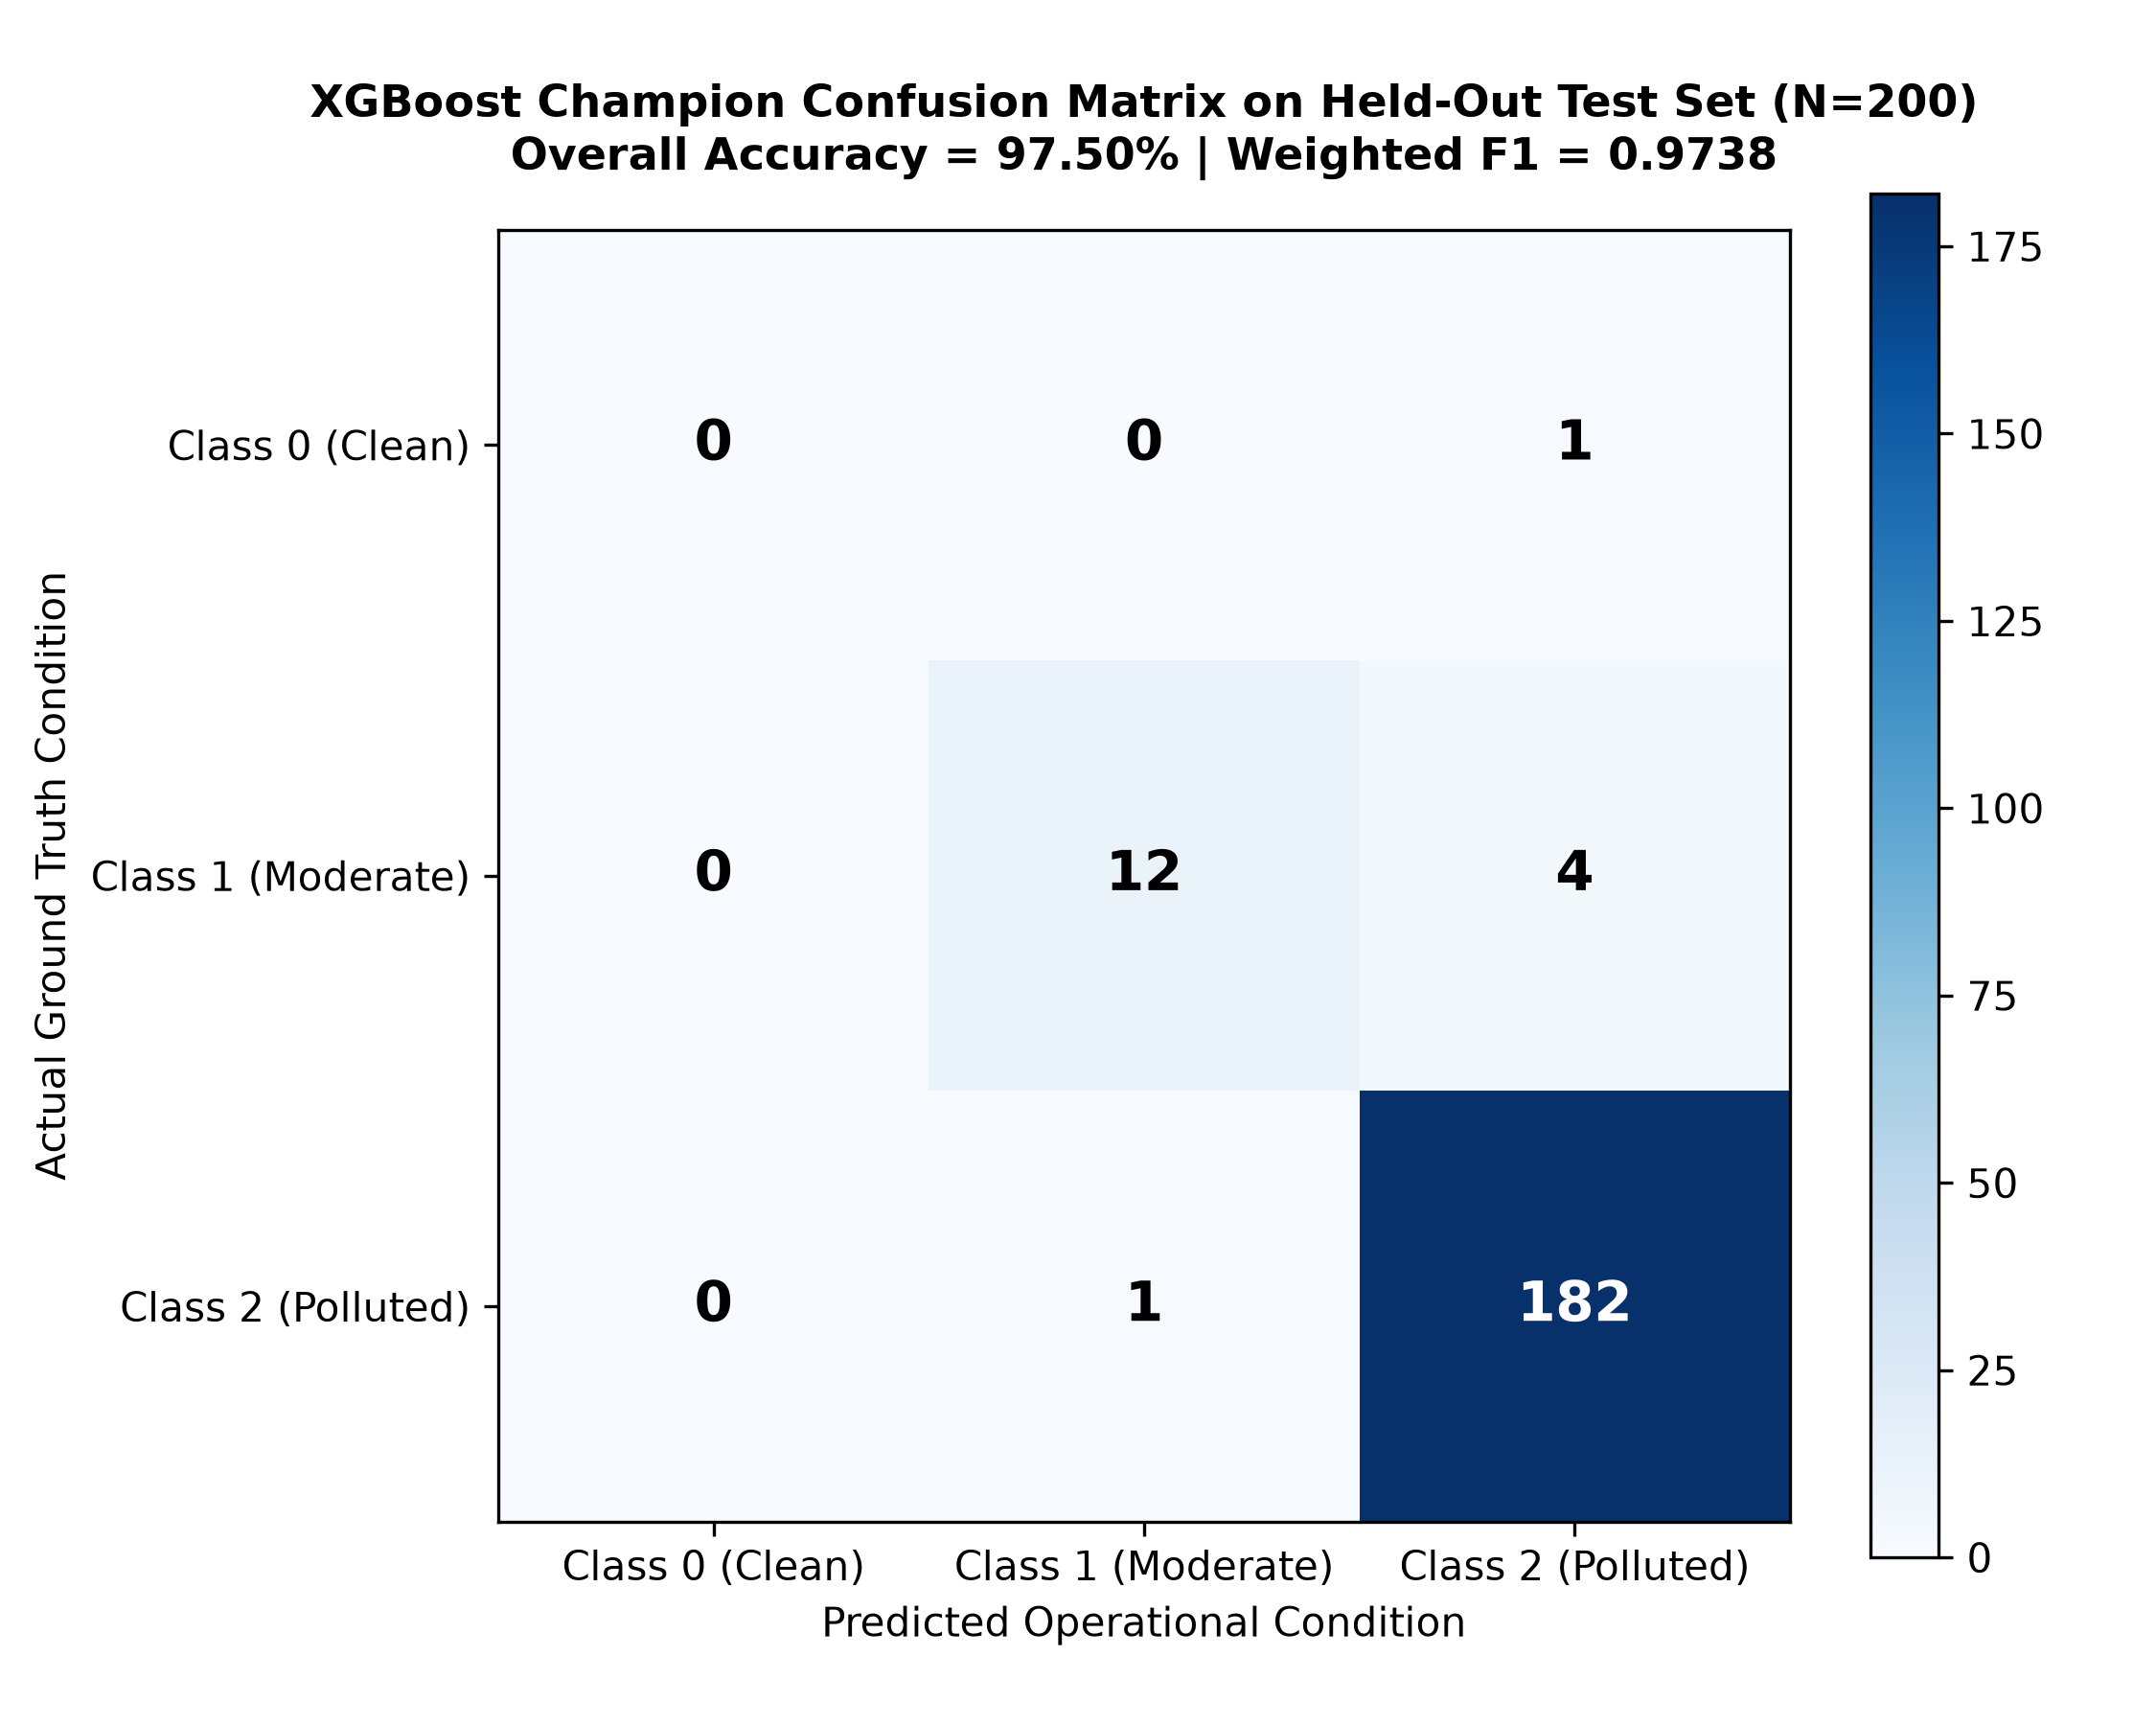 XGBoost Champion Confusion Matrix on Held-Out Test Set (N=200)
Overall Accuracy = 97.50% | Weighted F1 = 0.9738
Actual Ground Truth Condition
Class 0 (Clean)
0 0 1
Class 1 (Moderate)
0 12 4
Class 2 (Polluted)
0 1 182
Class 0 (Clean) Class 1 (Moderate) Class 2 (Polluted)
Predicted Operational Condition
175
150
125
100
75
50
25
0